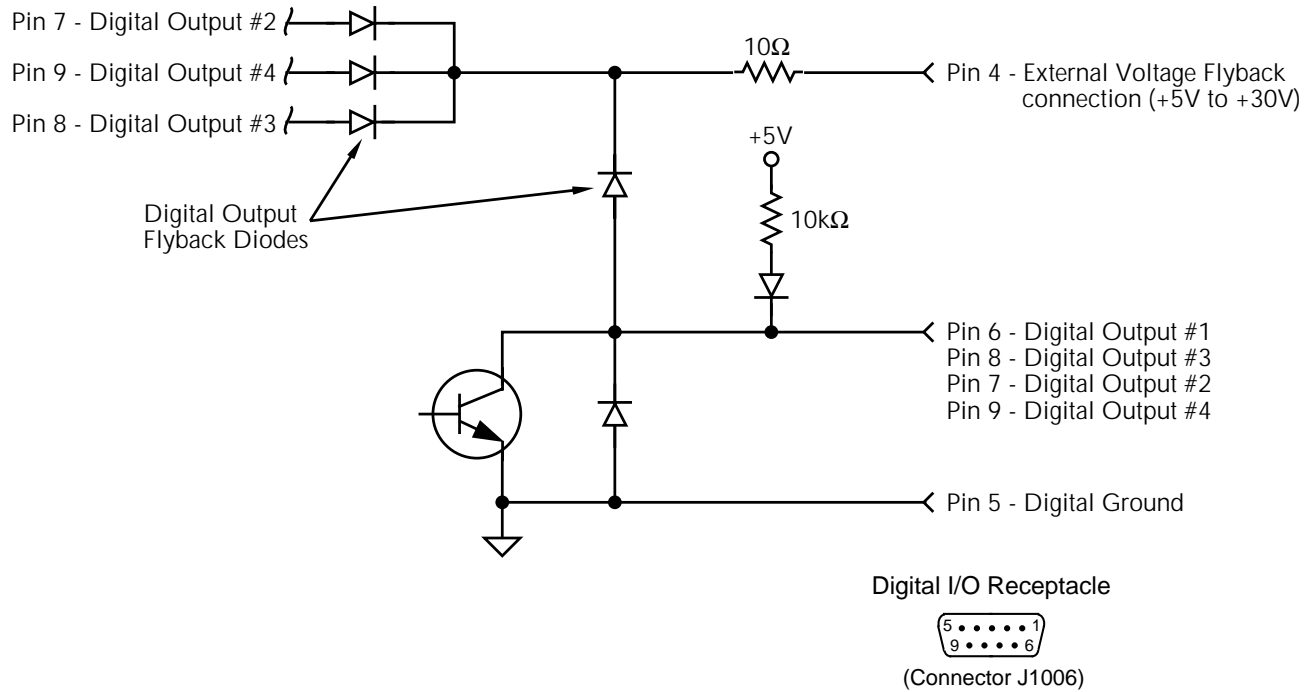 Pin 7 - Digital Output #2
Pin 9 - Digital Output #4
Pin 8 - Digital Output #3
10Ω
Pin 4 - External Voltage Flyback
connection (+5V to +30V)
+5V
10kΩ
Digital Output
Flyback Diodes
Pin 6 - Digital Output #1
Pin 8 - Digital Output #3
Pin 7 - Digital Output #2
Pin 9 - Digital Output #4
Pin 5 - Digital Ground
Digital I/O Receptacle
5 1
9 6
(Connector J1006)